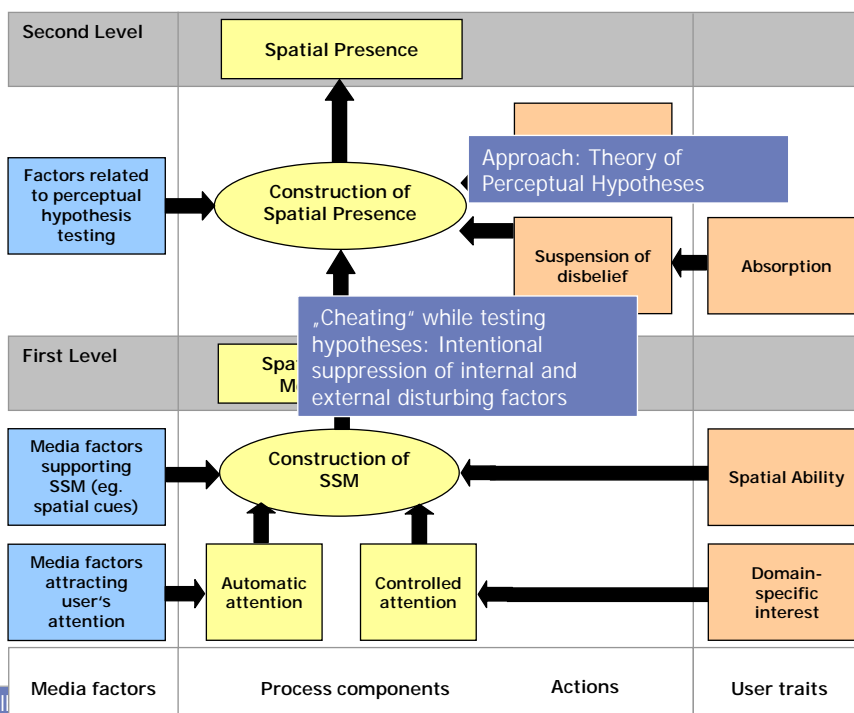 Second Level
Spatial Presence
Approach: Theory of
Perceptual Hypotheses
Factors related
to perceptual
hypothesis
testing
Construction of
Spatial Presence
Suspension of
disbelief
Absorption
„Cheating“ while testing
hypotheses: Intentional
suppression of internal and
external disturbing factors
First Level
Media factors
supporting
SSM (eg.
spatial cues)
Construction of
SSM
Spatial Ability
Media factors
attracting
user's
attention
Automatic
attention
Controlled
attention
Domain-
specific
interest
Media factors
Process components
Actions
User traits